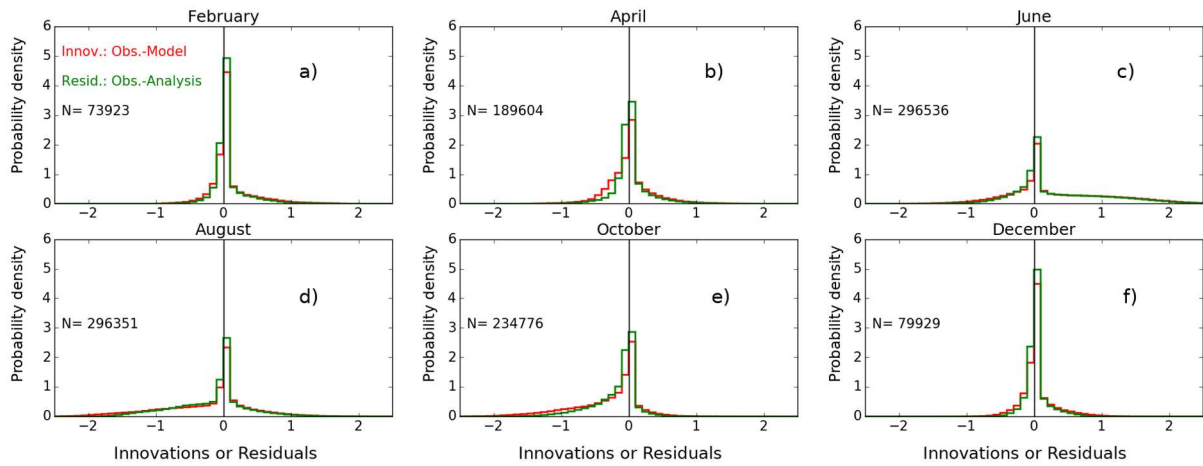 February
Probability density
6
5
4
3
2
1
0
−2 −1 0 1 2
Innov.: Obs.-Model
Resid.: Obs.-Analysis
N= 73923
a)
April
Probability density
6
5
4
3
2
1
0
−2 −1 0 1 2
N= 189604
b)
June
Probability density
6
5
4
3
2
1
0
−2 −1 0 1 2
N= 296536
c)
August
Probability density
6
5
4
3
2
1
0
−2 −1 0 1 2
N= 296351
d)
Innovations or Residuals
October
Probability density
6
5
4
3
2
1
0
−2 −1 0 1 2
N= 234776
e)
Innovations or Residuals
December
Probability density
6
5
4
3
2
1
0
−2 −1 0 1 2
N= 79929
f)
Innovations or Residuals